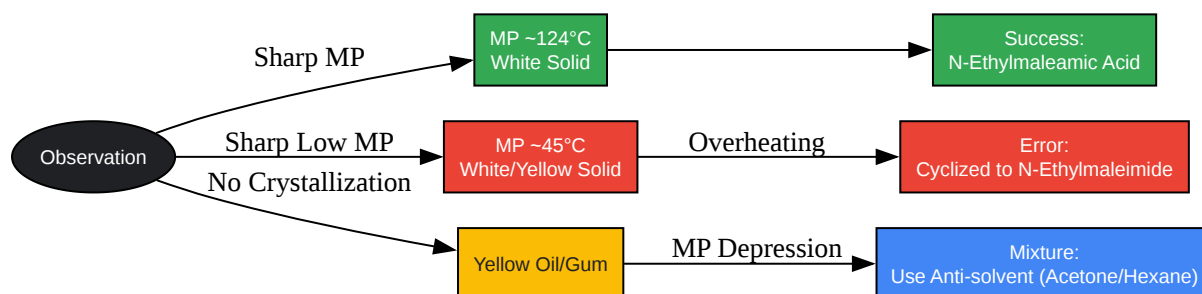 Observation
Sharp MP
MP ~124°C
White Solid
Success:
N-Ethylmaleamic Acid
Sharp Low MP
MP ~45°C
White/Yellow Solid
Overheating
Error:
Cyclized to N-Ethylmaleimide
No Crystallization
Yellow Oil/Gum
MP Depression
Mixture:
Use Anti-solvent (Acetone/Hexane)